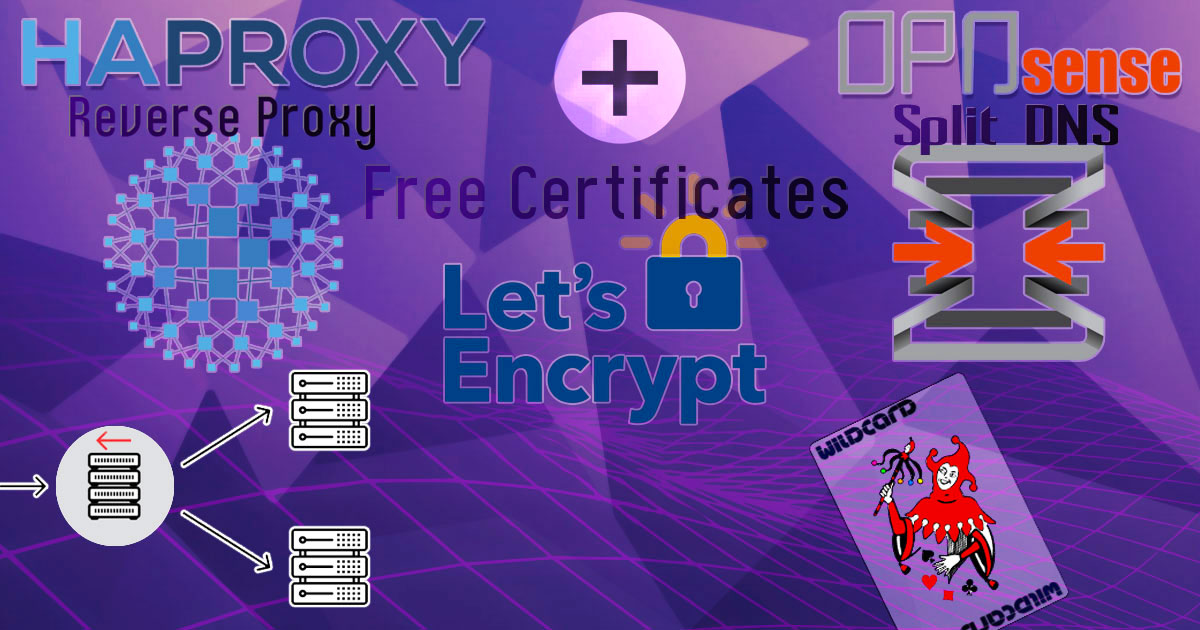 HAPROXY
Reverse Proxy
+
OPNsense
Split DNS
Free Certificates
Let's
Encrypt
WILDCARD
WILDCARD